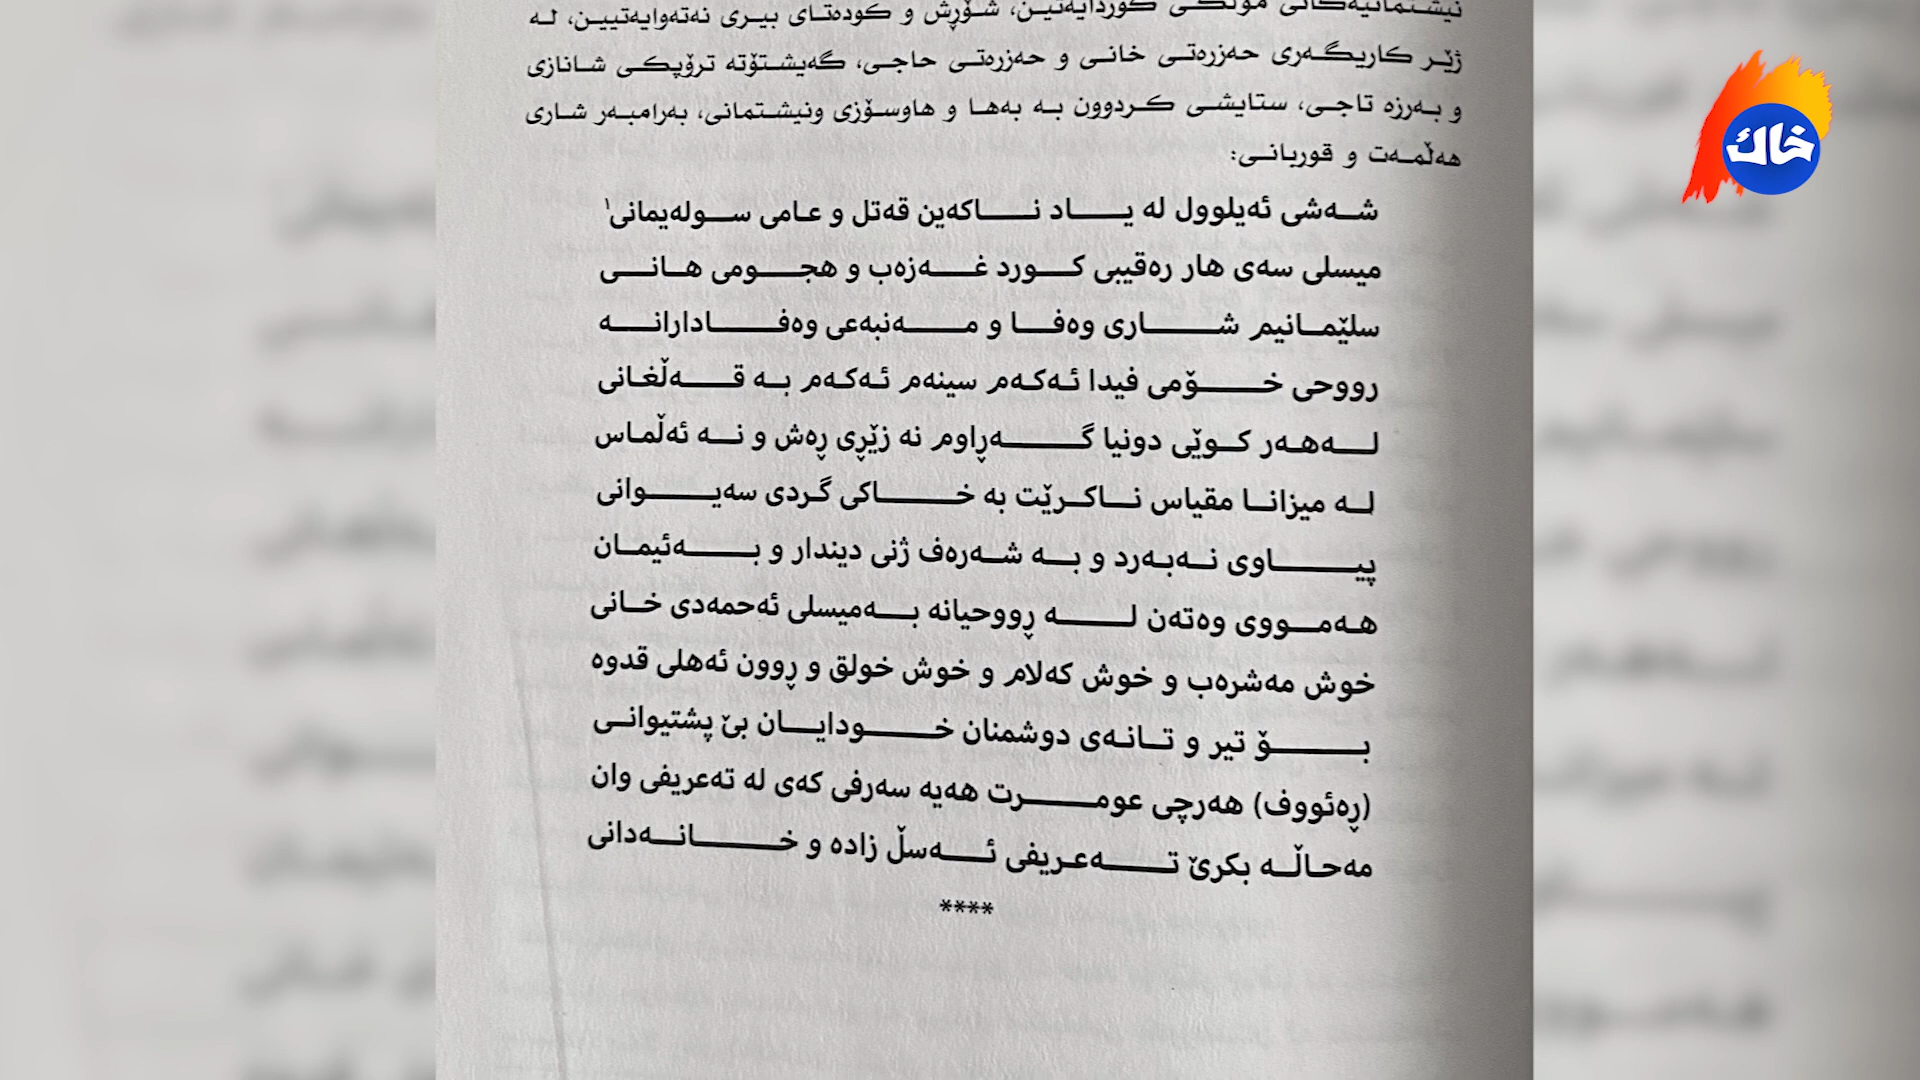 نیشتمانیەکانی مۆنگی کوردایەتین، شۆڕش و کودەتای بیری نەتەوایەتیین، لە
ژێر کاریگەری حەزرەتی خانی و حەزرەتی حاجی، گەیشتۆتە ترۆپکی شانازی
و بەرزە تاجی، ستایشی کردوون بە بەها و هاوسۆزی ونیشتمانی، بەرامبەر شاری
هەڵمەت و قوربانی:
شەشی ئەیلوول لە یاد ناکەین قەتل و عامی سولەیمانی١
میسلی سەی هار رەقیبی کورد غەزەب و هجومی هانی
سلێمانیم شاری وەفا و مەنبەعی وەفادارانە
رووحی خۆمی فیدا ئەکەم سینەم ئەکەم بە قەڵغانی
لەهەر کوێی دونیا گەڕاوم نە زێڕی ڕەش و نە ئەڵماس
لە میزانا مقیاس ناکرێت بە خاکی گردی سەیوانی
پیاوی نەبەرد و بە شەرەف ژنی دیندار و بەئیمان
هەمووی وەتەن لە ڕووحیانە بەمیسلی ئەحمەدی خانی
خوش مەشرەب و خوش کەلام و خوش خولق و ڕوون ئەهلی قدوە
بۆ تیر و تانەی دوشمنان خودایان بێ پشتیوانی
(ڕەئووف) هەرچی عومرت هەیە سەرفی کەی لە تەعریفی وان
مەحاڵە بکرێ تەعریفی ئەسڵ زادە و خانەدانی
****
خاک